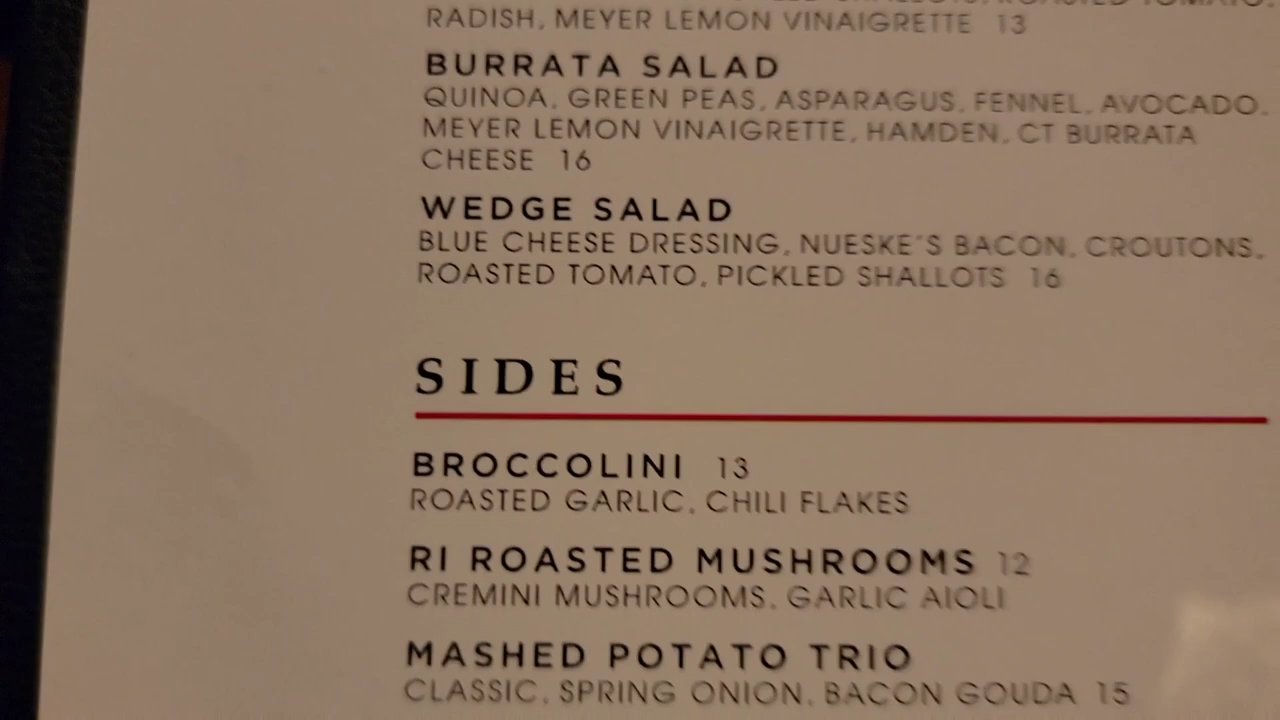 RADISH, MEYER LEMON VINAIGRETTE 13
BURRATA SALAD
QUINOA, GREEN PEAS, ASPARAGUS, FENNEL, AVOCADO,
MEYER LEMON VINAIGRETTE, HAMDEN, CT BURRATA
CHEESE 16
WEDGE SALAD
BLUE CHEESE DRESSING, NUESKE'S BACON, CROUTONS,
ROASTED TOMATO, PICKLED SHALLOTS 16
SIDES
BROCCOLINI 13
ROASTED GARLIC, CHILI FLAKES
RI ROASTED MUSHROOMS 12
CREMINI MUSHROOMS, GARLIC AIOLI
MASHED POTATO TRIO
CLASSIC, SPRING ONION, BACON GOUDA 15